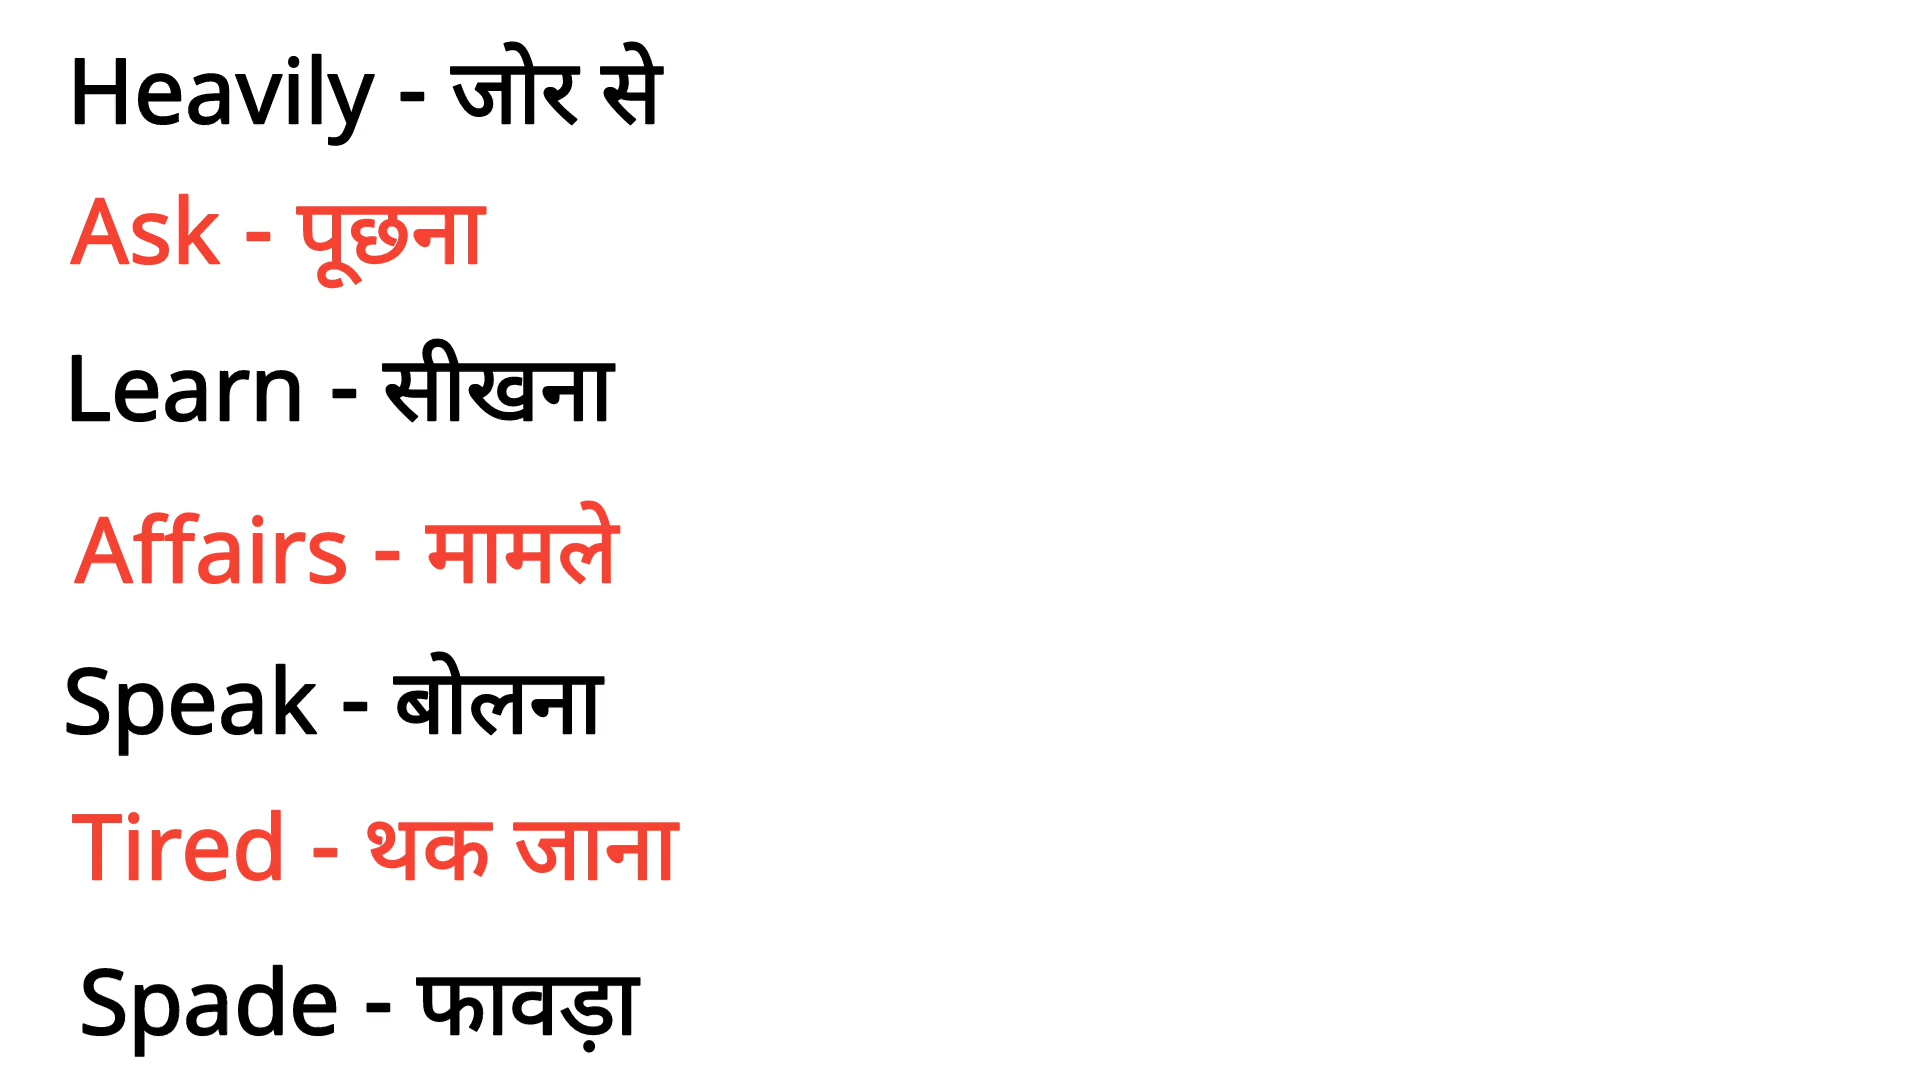 Heavily - जोर से
Ask - पूछना
Learn - सीखना
Affairs - मामले
Speak - बोलना
Tired - थक जाना
Spade - फावड़ा